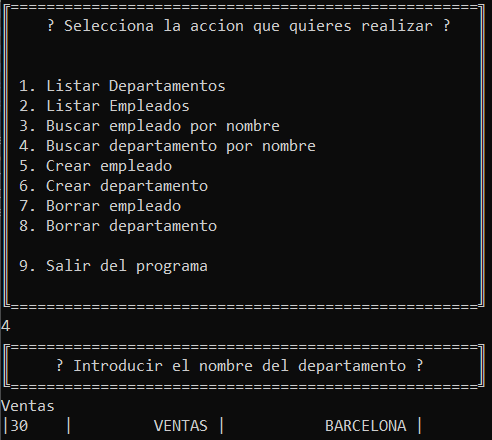 ? Selecciona la accion que quieres realizar ?
1. Listar Departamentos
2. Listar Empleados
3. Buscar empleado por nombre
4. Buscar departamento por nombre
5. Crear empleado
6. Crear departamento
7. Borrar empleado
8. Borrar departamento
9. Salir del programa
4
? Introducir el nombre del departamento ?
Ventas
|30    |         VENTAS |           BARCELONA |